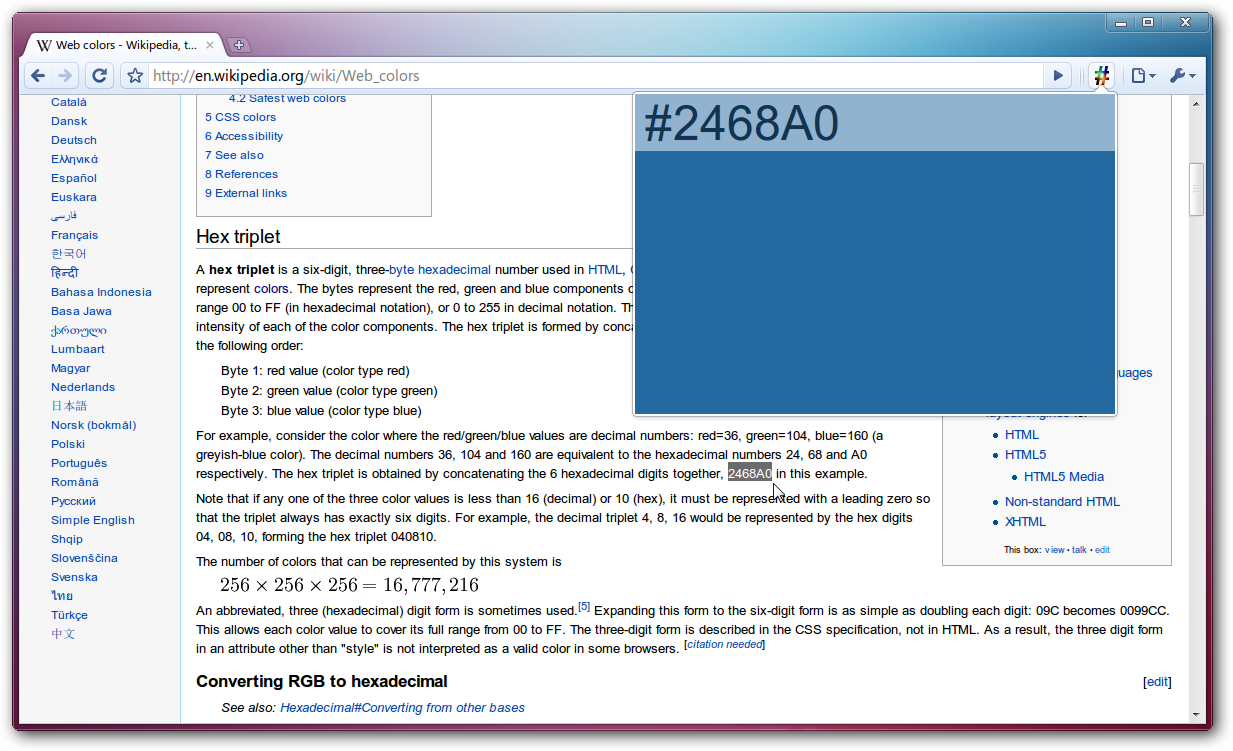 Web colors - Wikipedia, t...
http://en.wikipedia.org/wiki/Web_colors
#2468A0
Català
Dansk
Deutsch
Ελληνικά
Español
Euskara
فارسی
Français
한국어
हिन्दी
Bahasa Indonesia
Basa Jawa
ქართული
Lumbaart
Magyar
Nederlands
日本語
Norsk (bokmål)
Polski
Português
Română
Русский
Simple English
Shqip
Slovenščina
Svenska
ไทย
Türkçe
中文
4.2 Safest web colors
5 CSS colors
6 Accessibility
7 See also
8 References
9 External links
Hex triplet
A hex triplet is a six-digit, three-byte hexadecimal number used in HTML,
represent colors. The bytes represent the red, green and blue components
range 00 to FF (in hexadecimal notation), or 0 to 255 in decimal notation.
intensity of each of the color components. The hex triplet is formed by
the following order:
Byte 1: red value (color type red)
Byte 2: green value (color type green)
Byte 3: blue value (color type blue)
For example, consider the color where the red/green/blue values are decimal numbers: red=36, green=104, blue=160 (a
greyish-blue color). The decimal numbers 36, 104 and 160 are equivalent to the hexadecimal numbers 24, 68 and A0
respectively. The hex triplet is obtained by concatenating the 6 hexadecimal digits together, 2468A0 in this example.
Note that if any one of the three color values is less than 16 (decimal) or 10 (hex), it must be represented with a leading zero so
that the triplet always has exactly six digits. For example, the decimal triplet 4, 8, 16 would be represented by the hex digits
04, 08, 10, forming the hex triplet 040810.
The number of colors that can be represented by this system is
256 × 256 × 256 = 16,777,216
An abbreviated, three (hexadecimal) digit form is sometimes used.[5] Expanding this form to the six-digit form is as simple as doubling each digit: 09C becomes 0099CC.
This allows each color value to cover its full range from 00 to FF. The three-digit form is described in the CSS specification, not in HTML. As a result, the three digit form
in an attribute other than "style" is not interpreted as a valid color in some browsers. [citation needed]
Converting RGB to hexadecimal
[edit]
See also: Hexadecimal#Converting from other bases
HTML
HTML5
HTML5 Media
Non-standard HTML
XHTML
This box: view • talk • edit